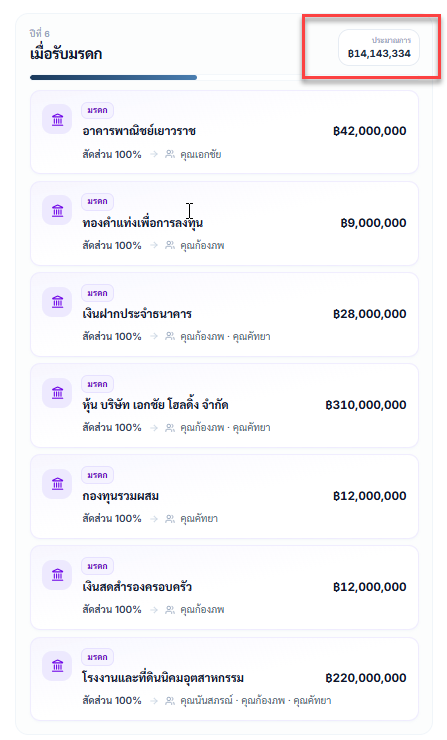 ปีที่ 6
เมื่อรับมรดก
ประมาณการ
฿14,143,334
มรดก
อาคารพาณิชย์เยาวราช
฿42,000,000
สัดส่วน 100% → คุณเอกชัย
มรดก
ทองคำแท่งเพื่อการลงทุน
฿9,000,000
สัดส่วน 100% → คุณก้องภพ
มรดก
เงินฝากประจำธนาคาร
฿28,000,000
สัดส่วน 100% → คุณก้องภพ · คุณคัทยา
มรดก
หุ้น บริษัท เอกชัย โฮลดิ้ง จำกัด
฿310,000,000
สัดส่วน 100% → คุณก้องภพ · คุณคัทยา
มรดก
กองทุนรวมผสม
฿12,000,000
สัดส่วน 100% → คุณคัทยา
มรดก
เงินสดสำรองครอบครัว
฿12,000,000
สัดส่วน 100% → คุณก้องภพ
มรดก
โรงงานและที่ดินนิคมอุตสาหกรรม
฿220,000,000
สัดส่วน 100% → คุณนันสภรณ์ · คุณก้องภพ · คุณคัทยา